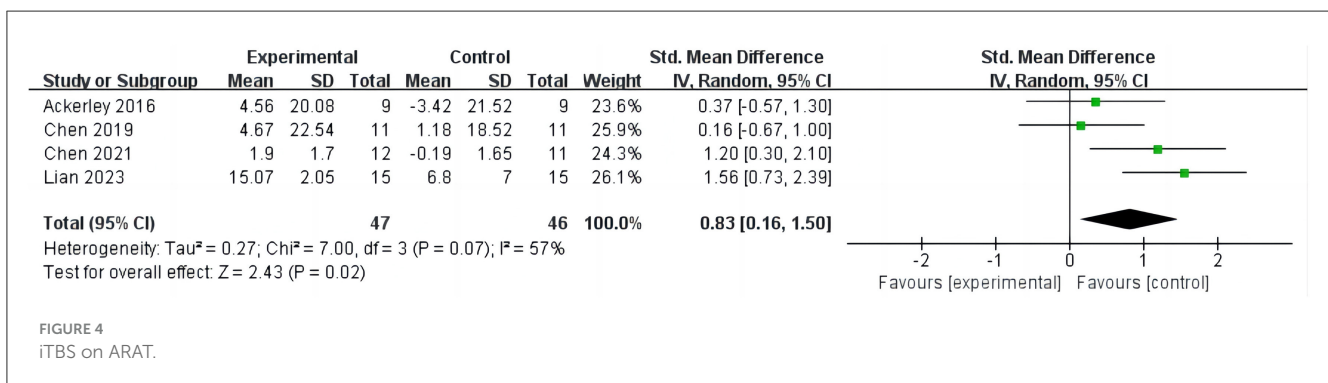 Experimental Control Std. Mean Difference Std. Mean Difference
Study or Subgroup Mean SD Total Mean SD Total Weight IV, Random, 95% CI IV, Random, 95% CI
Ackerley 2016 4.56 20.08 9 -3.42 21.52 9 23.6% 0.37 [-0.57, 1.30]
Chen 2019 4.67 22.54 11 1.18 18.52 11 25.9% 0.16 [-0.67, 1.00]
Chen 2021 1.9 1.7 12 -0.19 1.65 11 24.3% 1.20 [0.30, 2.10]
Lian 2023 15.07 2.05 15 6.8 7 15 26.1% 1.56 [0.73, 2.39]
Total (95% CI) 47 46 100.0% 0.83 [0.16, 1.50]
Heterogeneity: Tau² = 0.27; Chi² = 7.00, df = 3 (P = 0.07); I² = 57%
Test for overall effect: Z = 2.43 (P = 0.02)
-2 -1 0 1 2
Favours [experimental] Favours [control]
FIGURE 4
iTBS on ARAT.